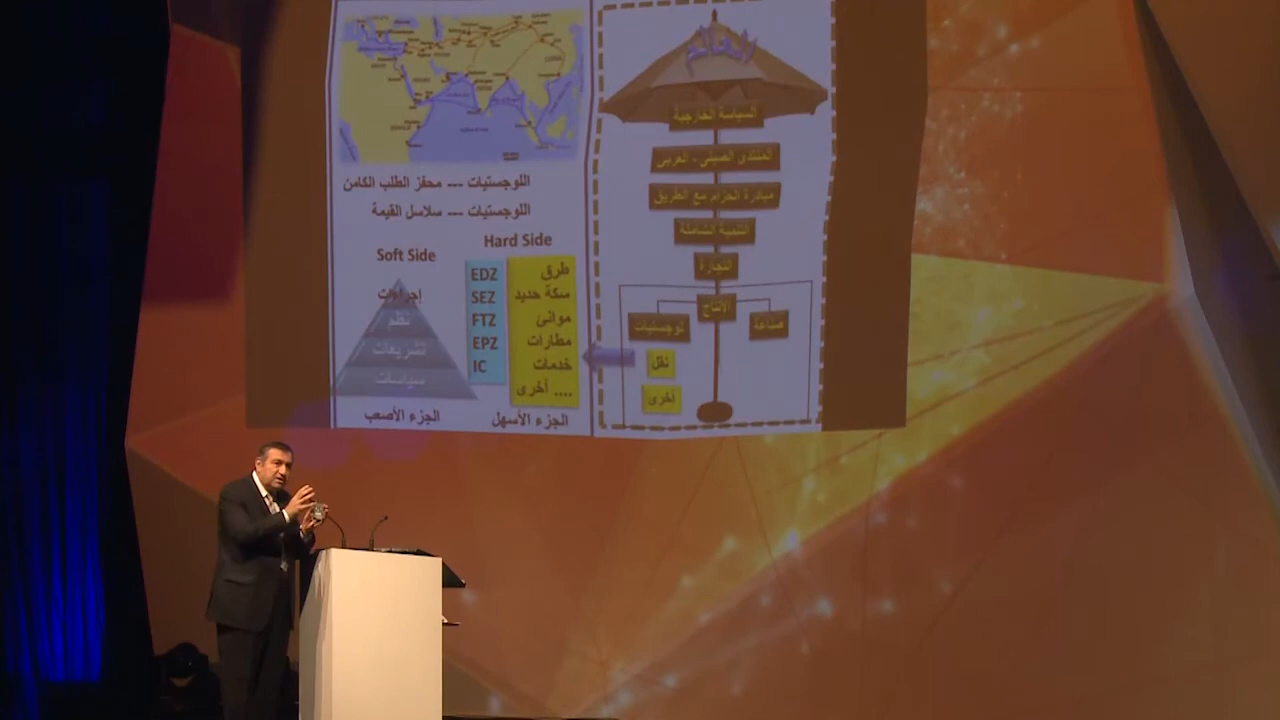 العالم
السياسة الخارجية
المنتدى الصيني - العربي
مبادرة الحزام مع الطريق
التنمية الشاملة
التجارة
الانتاج
لوجستيات
صناعة
نقل
أخرى
اللوجستيات --- محفز الطلب الكامن
اللوجستيات --- سلاسل القيمة
Hard Side
Soft Side
طرق
سكة حديد
موانئ
مطارات
خدمات
.... أخرى
EDZ
SEZ
FTZ
EPZ
IC
إجراءات
نظم
تشريعات
سياسات
الجزء الأسهل
الجزء الأصعب